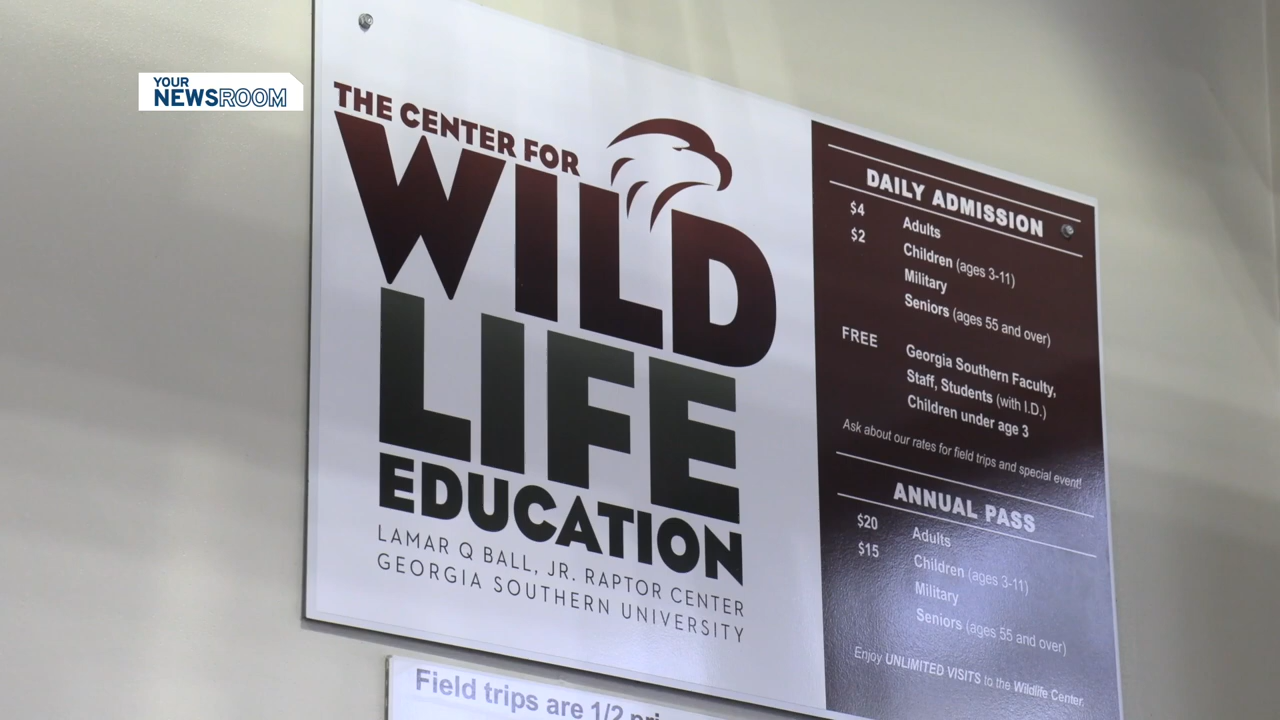 YOUR
NEWSROOM
THE CENTER FOR
WILD
LIFE
EDUCATION
LAMAR Q BALL, JR. RAPTOR CENTER
GEORGIA SOUTHERN UNIVERSITY
DAILY ADMISSION
$4 Adults
$2 Children (ages 3-11)
Military
Seniors (ages 55 and over)
FREE Georgia Southern Faculty,
Staff, Students (with I.D.)
Children under age 3
Ask about our rates for field trips and special event!
ANNUAL PASS
$20 Adults
$15 Children (ages 3-11)
Military
Seniors (ages 55 and over)
Enjoy UNLIMITED VISITS to the Wildlife Center.
Field trips are 1/2